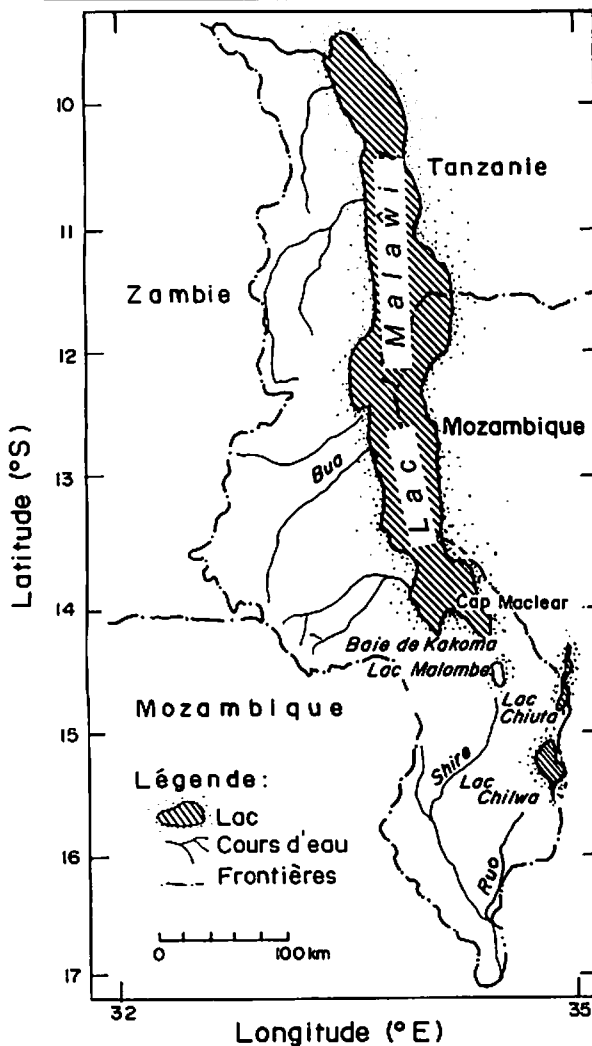 10
11
12
13
14
15
16
17
Latitude (°S)
Tanzanie
Zambie
Lac Malaŵi
Mozambique
Bua
Cap Maclear
Baie de Kakoma
Lac Malombe
Lac
Chiuta
Mozambique
Shire
Lac
Chilwa
Ruo
Légende:
Lac
Cours d'eau
Frontières
0 100 km
32 35
Longitude (°E)